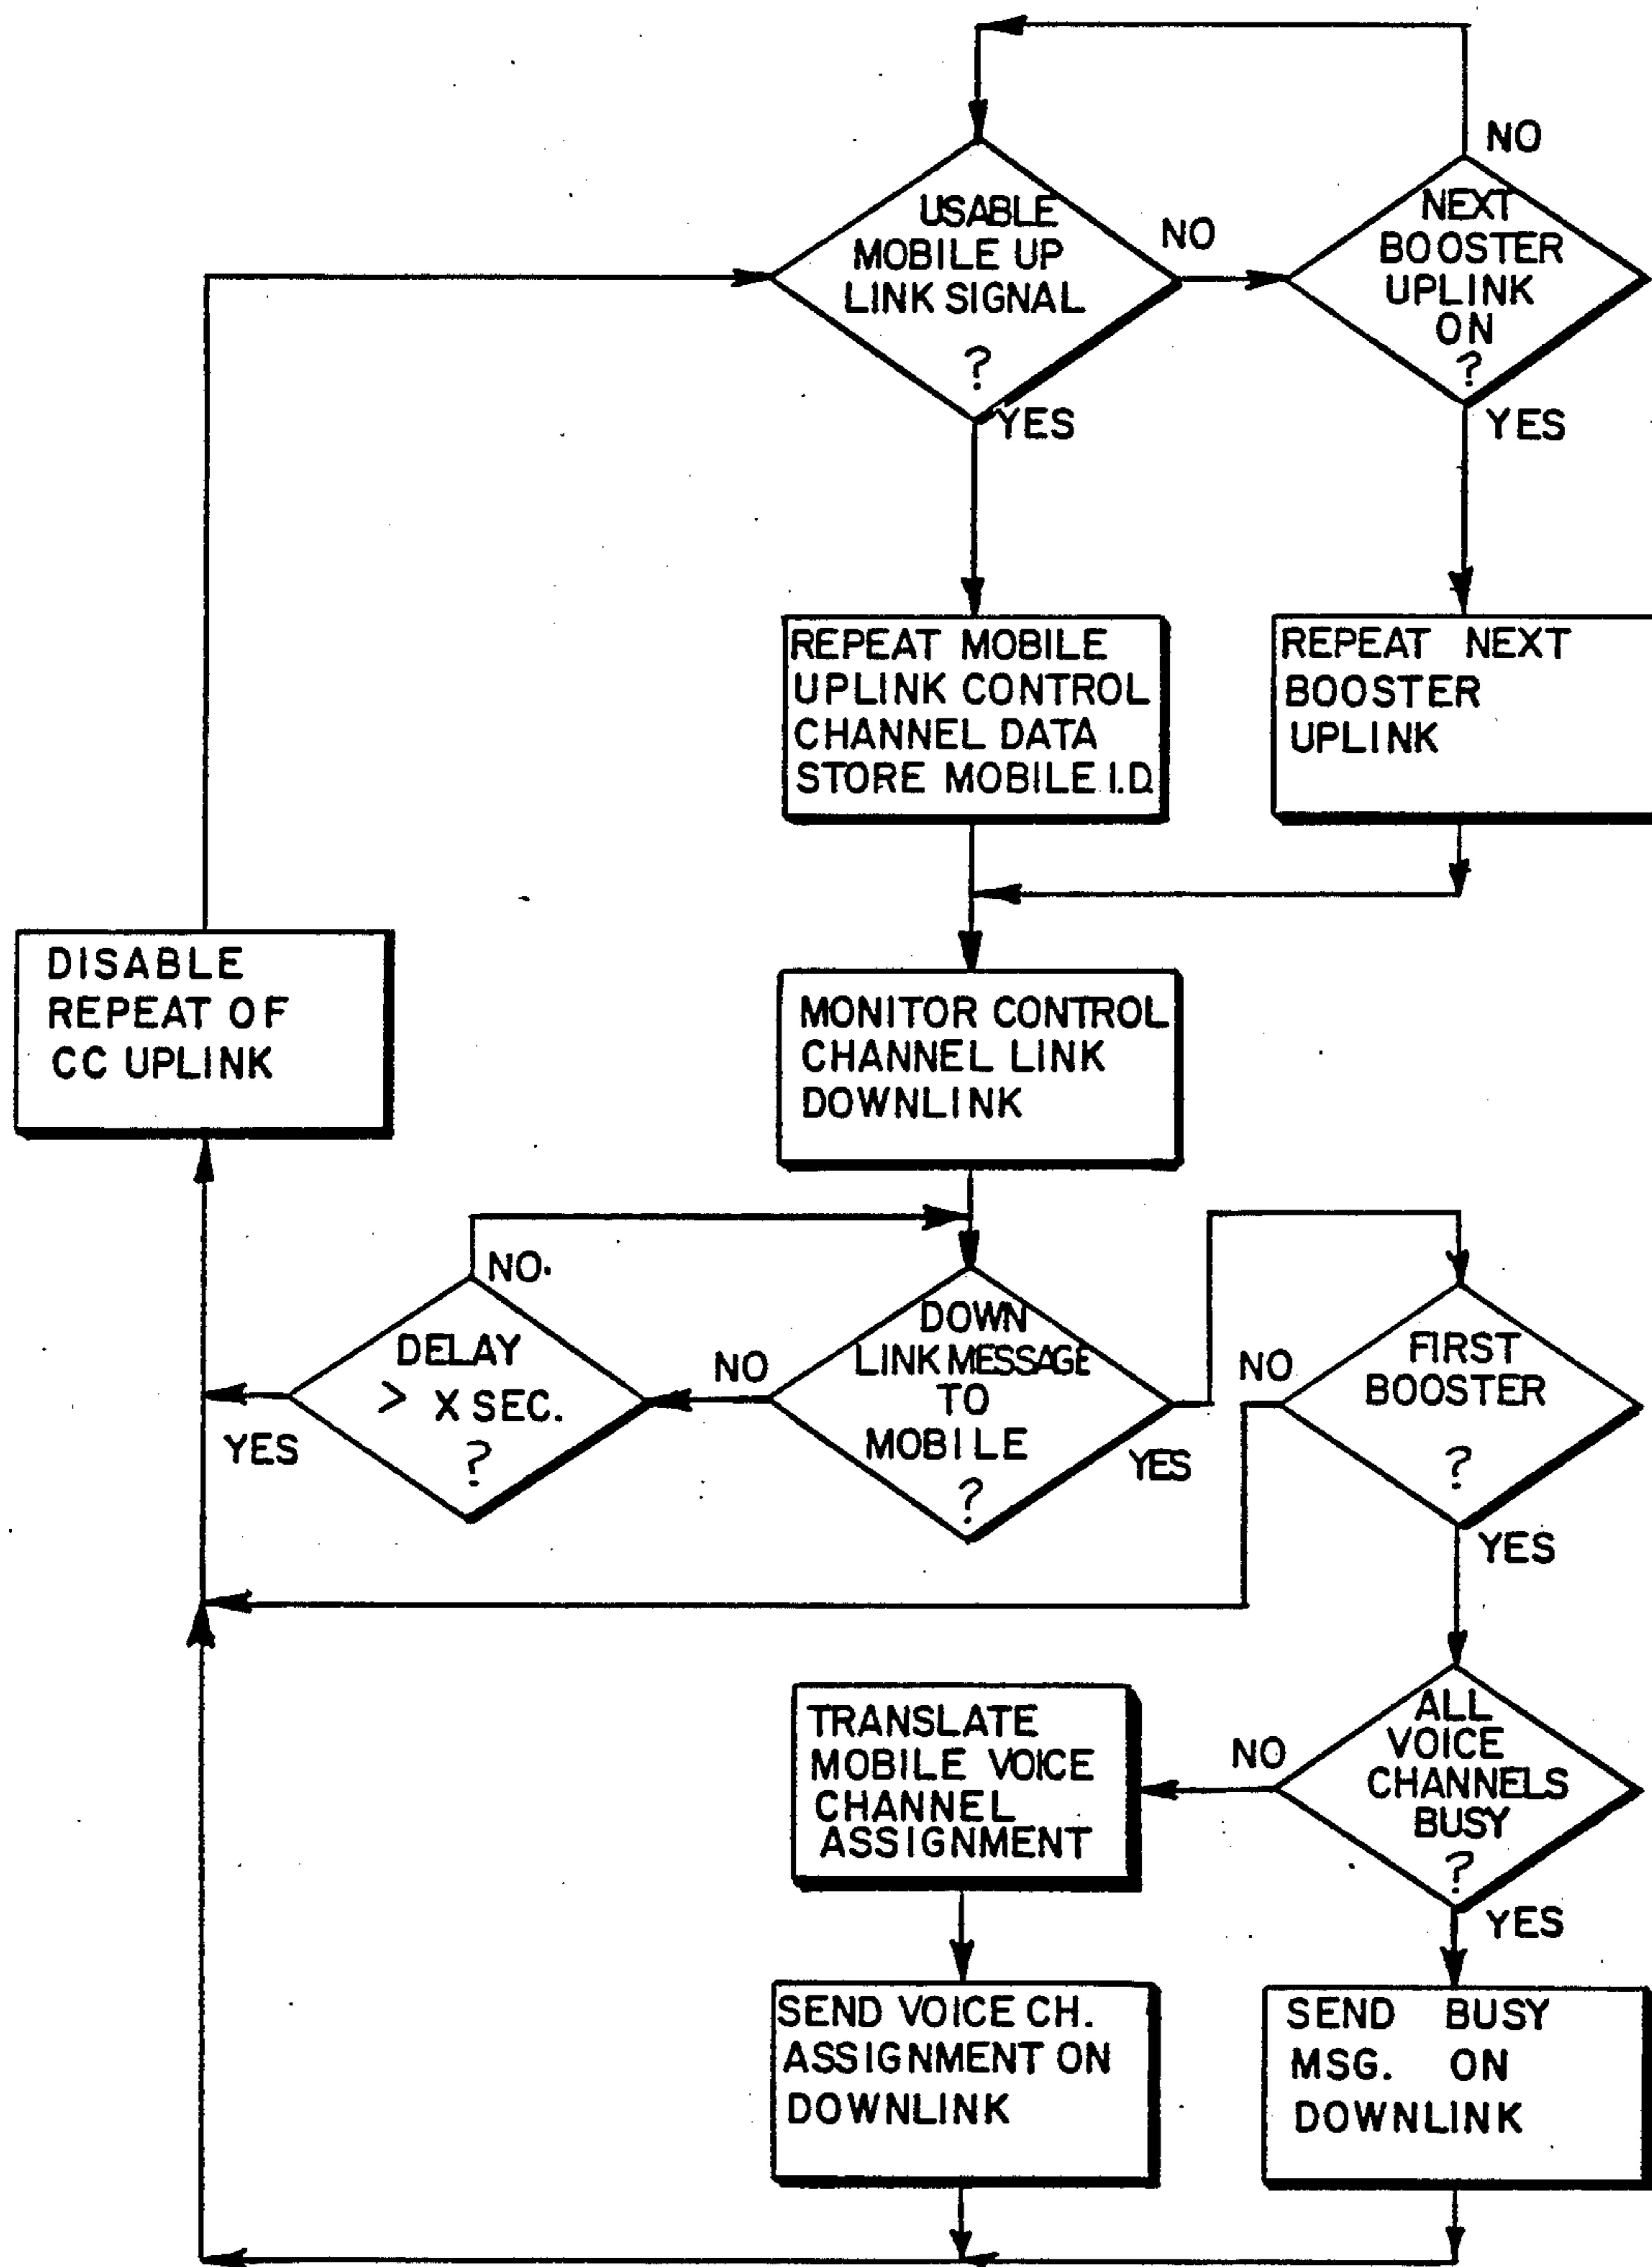 NO
USABLE
MOBILE UP
LINK SIGNAL
?
NO
NEXT
BOOSTER
UPLINK
ON
?
YES
YES
REPEAT MOBILE
UPLINK CONTROL
CHANNEL DATA
STORE MOBILE I.D.
REPEAT NEXT
BOOSTER
UPLINK
DISABLE
REPEAT OF
CC UPLINK
MONITOR CONTROL
CHANNEL LINK
DOWNLINK
NO.
DELAY
> X SEC.
?
YES
NO
DOWN
LINK MESSAGE
TO
MOBILE
?
YES
NO
FIRST
BOOSTER
?
YES
TRANSLATE
MOBILE VOICE
CHANNEL
ASSIGNMENT
NO
ALL
VOICE
CHANNELS
BUSY
?
YES
SEND VOICE CH.
ASSIGNMENT ON
DOWNLINK
SEND BUSY
MSG. ON
DOWNLINK